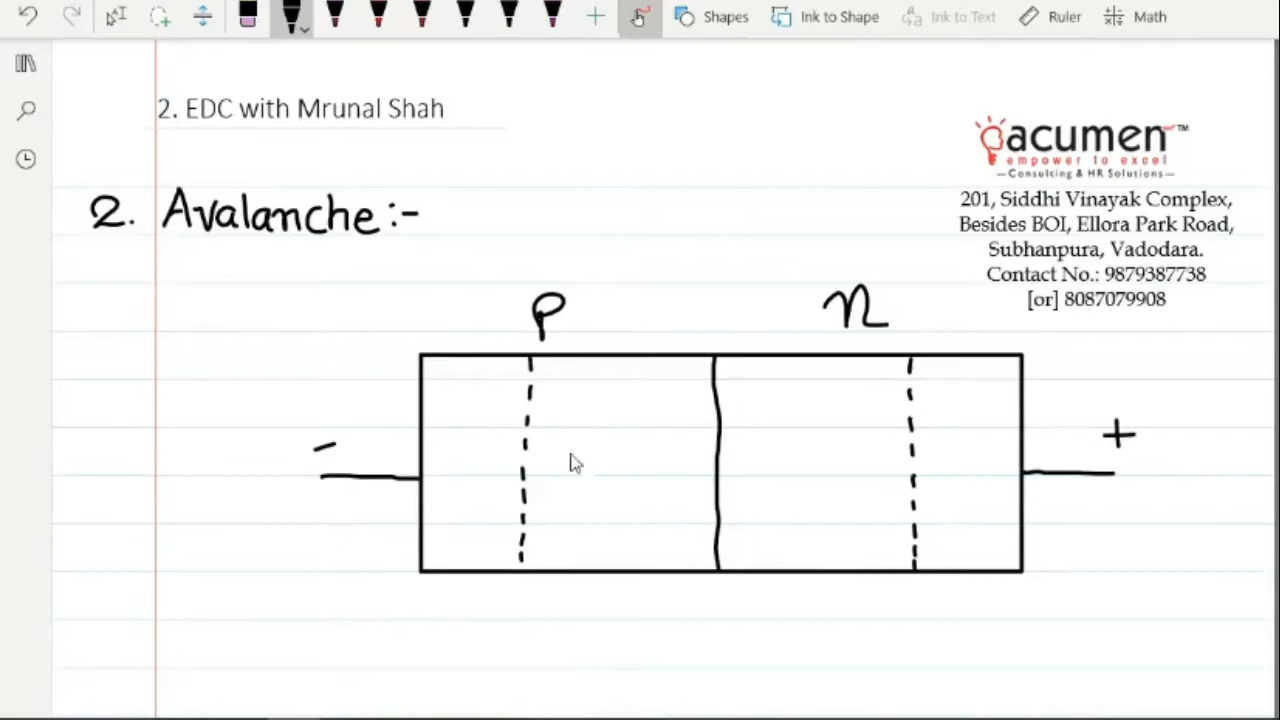 Shapes Ink to Shape Ink to Text Ruler Math
2. EDC with Mrunal Shah
acumen TM
empower to excel
—Consulting & HR Solutions—
201, Siddhi Vinayak Complex,
Besides BOI, Ellora Park Road,
Subhanpura, Vadodara.
Contact No.: 9879387738
[or] 8087079908
2. Avalanche :-
P n
- +